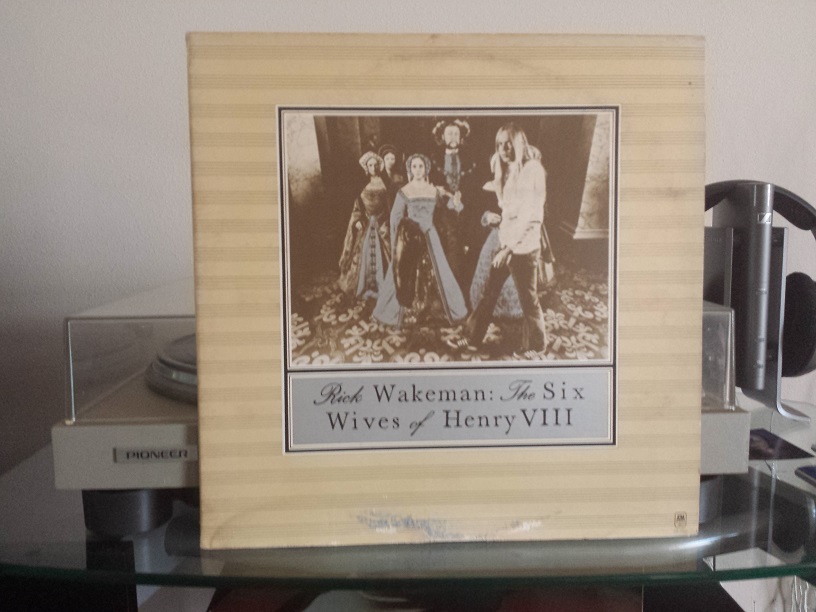 Rick Wakeman: The Six
Wives of Henry VIII
PIONEER
A&M